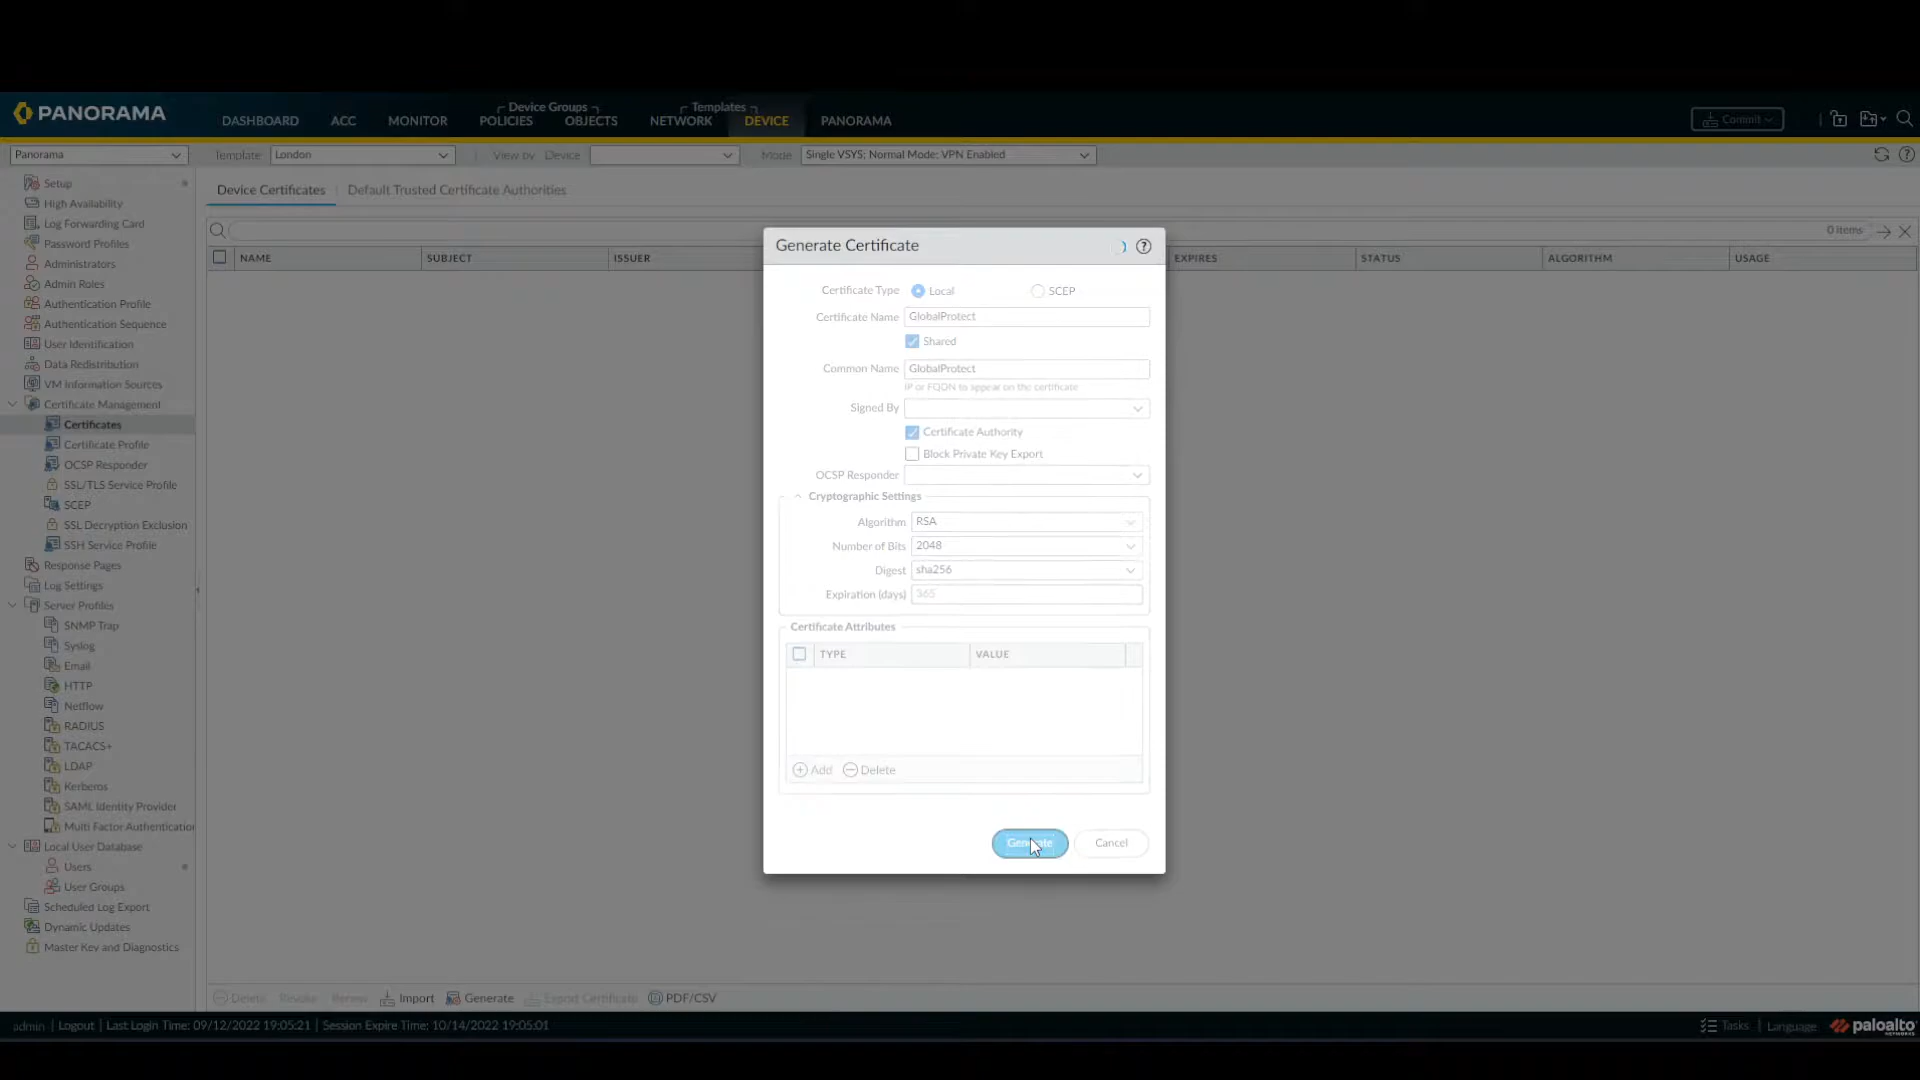 PANORAMA
DASHBOARD ACC MONITOR Device Groups POLICIES OBJECTS Templates NETWORK DEVICE PANORAMA Commit
Panorama Template London View by Device Mode Single VSYS; Normal Mode; VPN Enabled
Setup
High Availability
Log Forwarding Card
Password Profiles
Administrators
Admin Roles
Authentication Profile
Authentication Sequence
User Identification
Data Redistribution
VM Information Sources
Certificate Management
Certificates
Certificate Profile
OCSP Responder
SSL/TLS Service Profile
SCEP
SSL Decryption Exclusion
SSH Service Profile
Response Pages
Log Settings
Server Profiles
SNMP Trap
Syslog
Email
HTTP
Netflow
RADIUS
TACACS+
LDAP
Kerberos
SAML Identity Provider
Multi Factor Authentication
Local User Database
Users
User Groups
Scheduled Log Export
Dynamic Updates
Master Key and Diagnostics
Device Certificates Default Trusted Certificate Authorities
0 items
NAME SUBJECT ISSUER EXPIRES STATUS ALGORITHM USAGE
Generate Certificate
Certificate Type Local SCEP
Certificate Name GlobalProtect
Shared
Common Name GlobalProtect
IP or FQDN to appear on the certificate
Signed By
Certificate Authority
Block Private Key Export
OCSP Responder
Cryptographic Settings
Algorithm RSA
Number of Bits 2048
Digest sha256
Expiration (days) 365
Certificate Attributes
TYPE VALUE
Add Delete
Generate Cancel
Delete Revoke Renew Import Generate Export Certificate PDF/CSV
admin | Logout | Last Login Time: 09/12/2022 19:05:21 | Session Expire Time: 10/14/2022 19:05:01
Tasks | Language paloalto NETWORKS